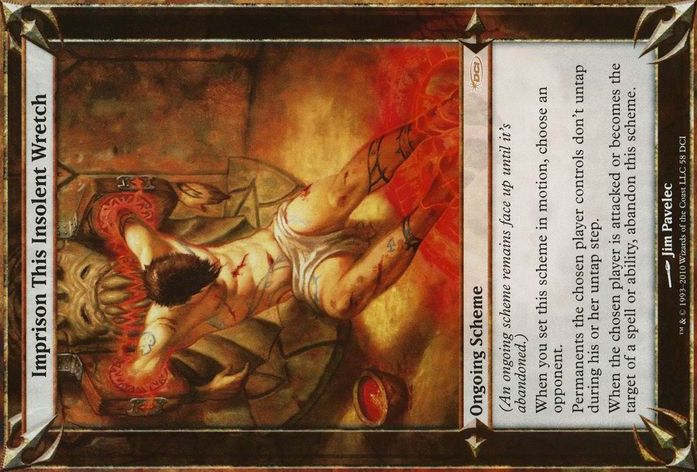 Imprison This Insolent Wretch
Ongoing Scheme
DCI
(An ongoing scheme remains face up until it's
abandoned.)
When you set this scheme in motion, choose an
opponent.
Permanents the chosen player controls don't untap
during his or her untap step.
When the chosen player is attacked or becomes the
target of a spell or ability, abandon this scheme.
Jim Pavelec
™ & © 1993–2010 Wizards of the Coast LLC 58 DCI